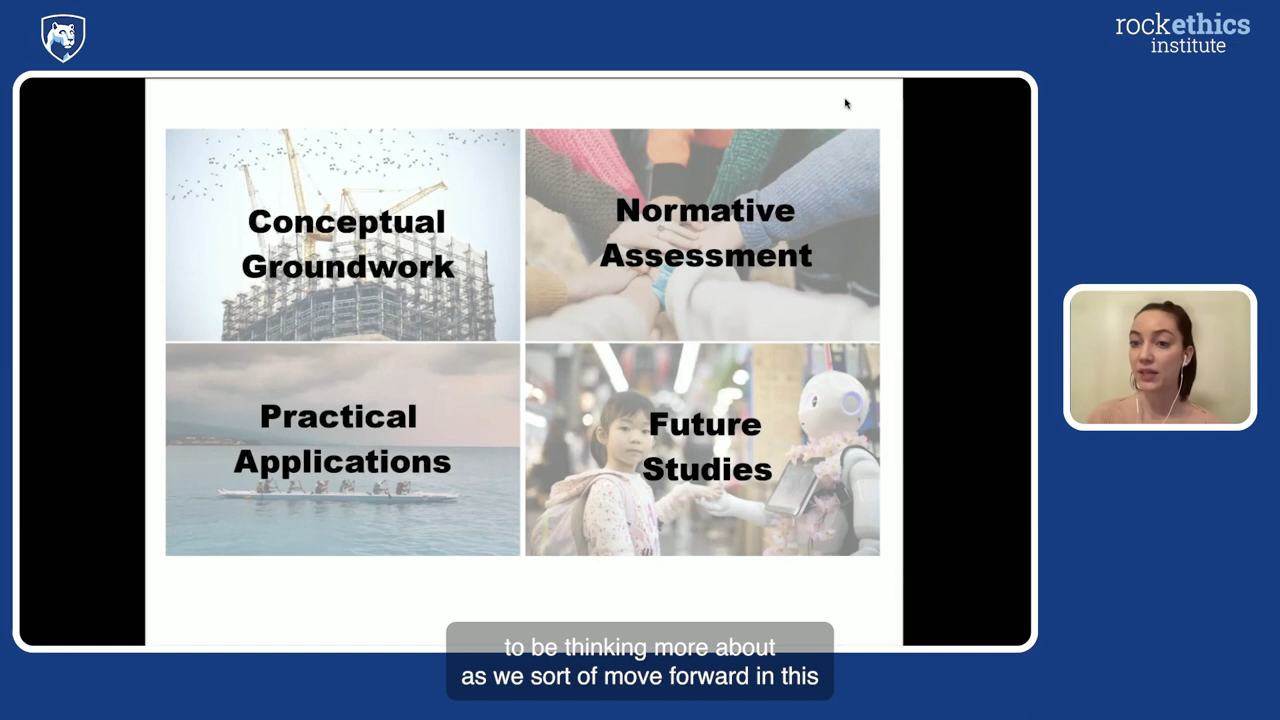 rockethics
institute
Conceptual
Groundwork
Normative
Assessment
Practical
Applications
Future
Studies
to be thinking more about
as we sort of move forward in this